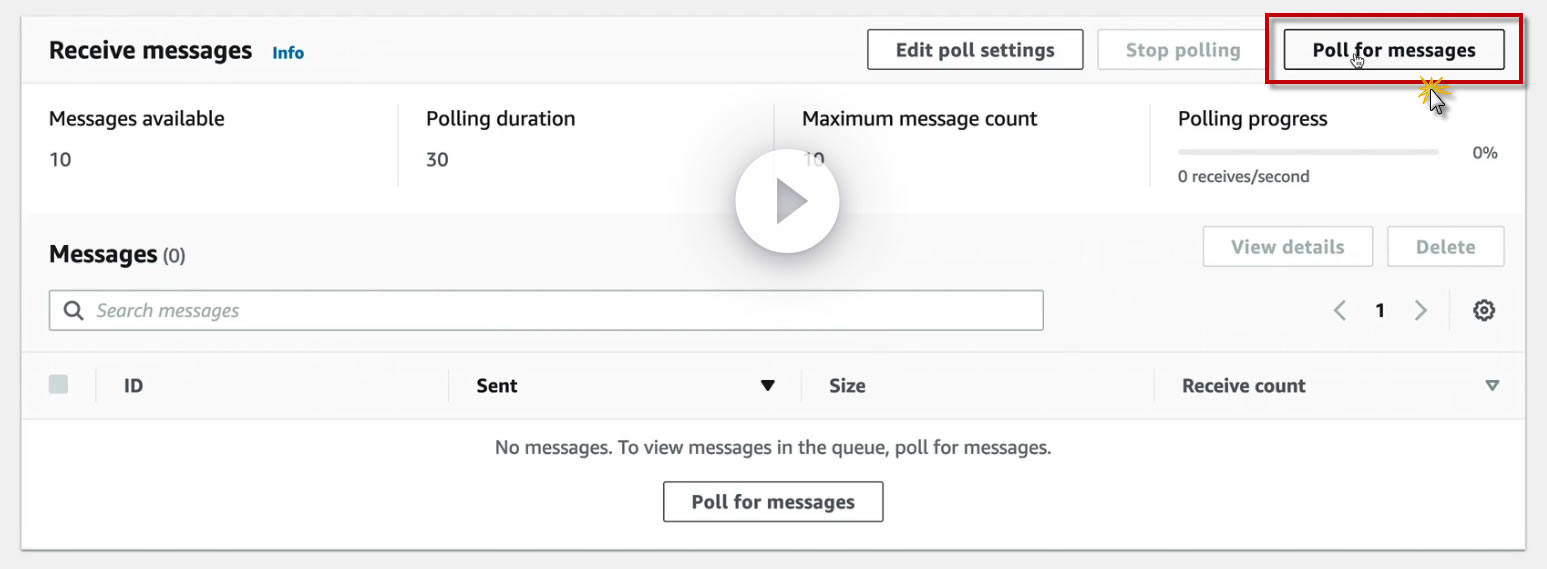 Receive messages Info Edit poll settings Stop polling Poll for messages
Messages available Polling duration Maximum message count Polling progress
10 30 10 0%
0 receives/second
Messages (0) View details Delete
Search messages 1
ID Sent Size Receive count
No messages. To view messages in the queue, poll for messages.
Poll for messages